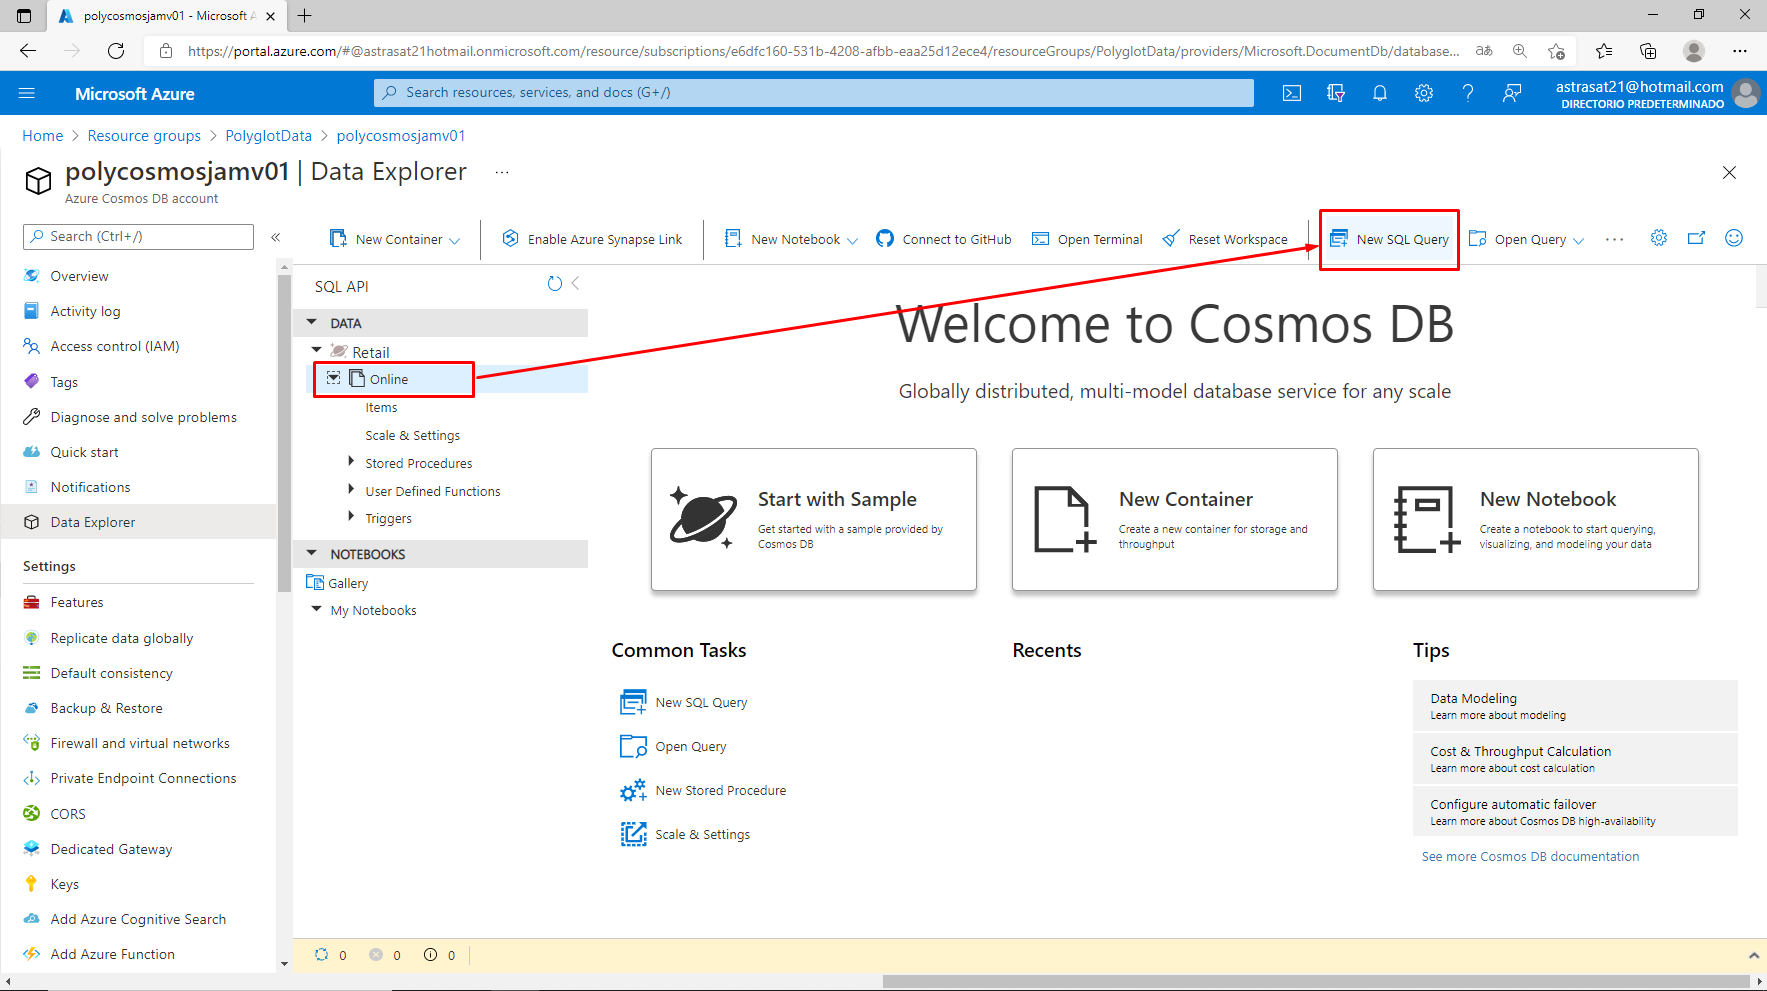 polycosmosjamv01 - Microsoft A
https://portal.azure.com/#@astrasat21hotmail.onmicrosoft.com/resource/subscriptions/e6dfc160-531b-4208-afbb-eaa25d12ece4/resourceGroups/PolyglotData/providers/Microsoft.DocumentDb/database...
Microsoft Azure
Search resources, services, and docs (G+/)
astrasat21@hotmail.com
DIRECTORIO PREDETERMINADO
Home > Resource groups > PolyglotData > polycosmosjamv01
polycosmosjamv01 | Data Explorer ...
Azure Cosmos DB account
Search (Ctrl+/)
Overview
Activity log
Access control (IAM)
Tags
Diagnose and solve problems
Quick start
Notifications
Data Explorer
Settings
Features
Replicate data globally
Default consistency
Backup & Restore
Firewall and virtual networks
Private Endpoint Connections
CORS
Dedicated Gateway
Keys
Add Azure Cognitive Search
Add Azure Function
New Container
Enable Azure Synapse Link
New Notebook
Connect to GitHub
Open Terminal
Reset Workspace
New SQL Query
Open Query
...
SQL API
DATA
Retail
Online
Items
Scale & Settings
Stored Procedures
User Defined Functions
Triggers
NOTEBOOKS
Gallery
My Notebooks
Welcome to Cosmos DB
Globally distributed, multi-model database service for any scale
Start with Sample
Get started with a sample provided by
Cosmos DB
New Container
Create a new container for storage and
throughput
New Notebook
Create a notebook to start querying,
visualizing, and modeling your data
Common Tasks
New SQL Query
Open Query
New Stored Procedure
Scale & Settings
Recents
Tips
Data Modeling
Learn more about modeling
Cost & Throughput Calculation
Learn more about cost calculation
Configure automatic failover
Learn more about Cosmos DB high-availability
See more Cosmos DB documentation
0 0 0